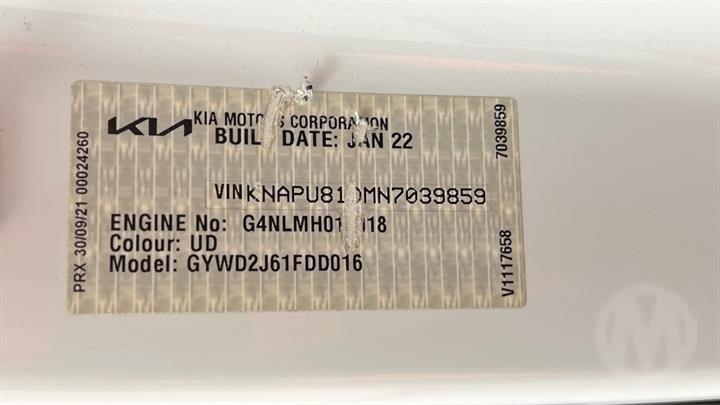 KIA
KIA CORPORATION
DATE: JAN 22
VIN
ENGINE No:
Colour: UD
Model: GYWD2J61FDD016
PRX 30/09/21 00024260
7039859
V1117658
M